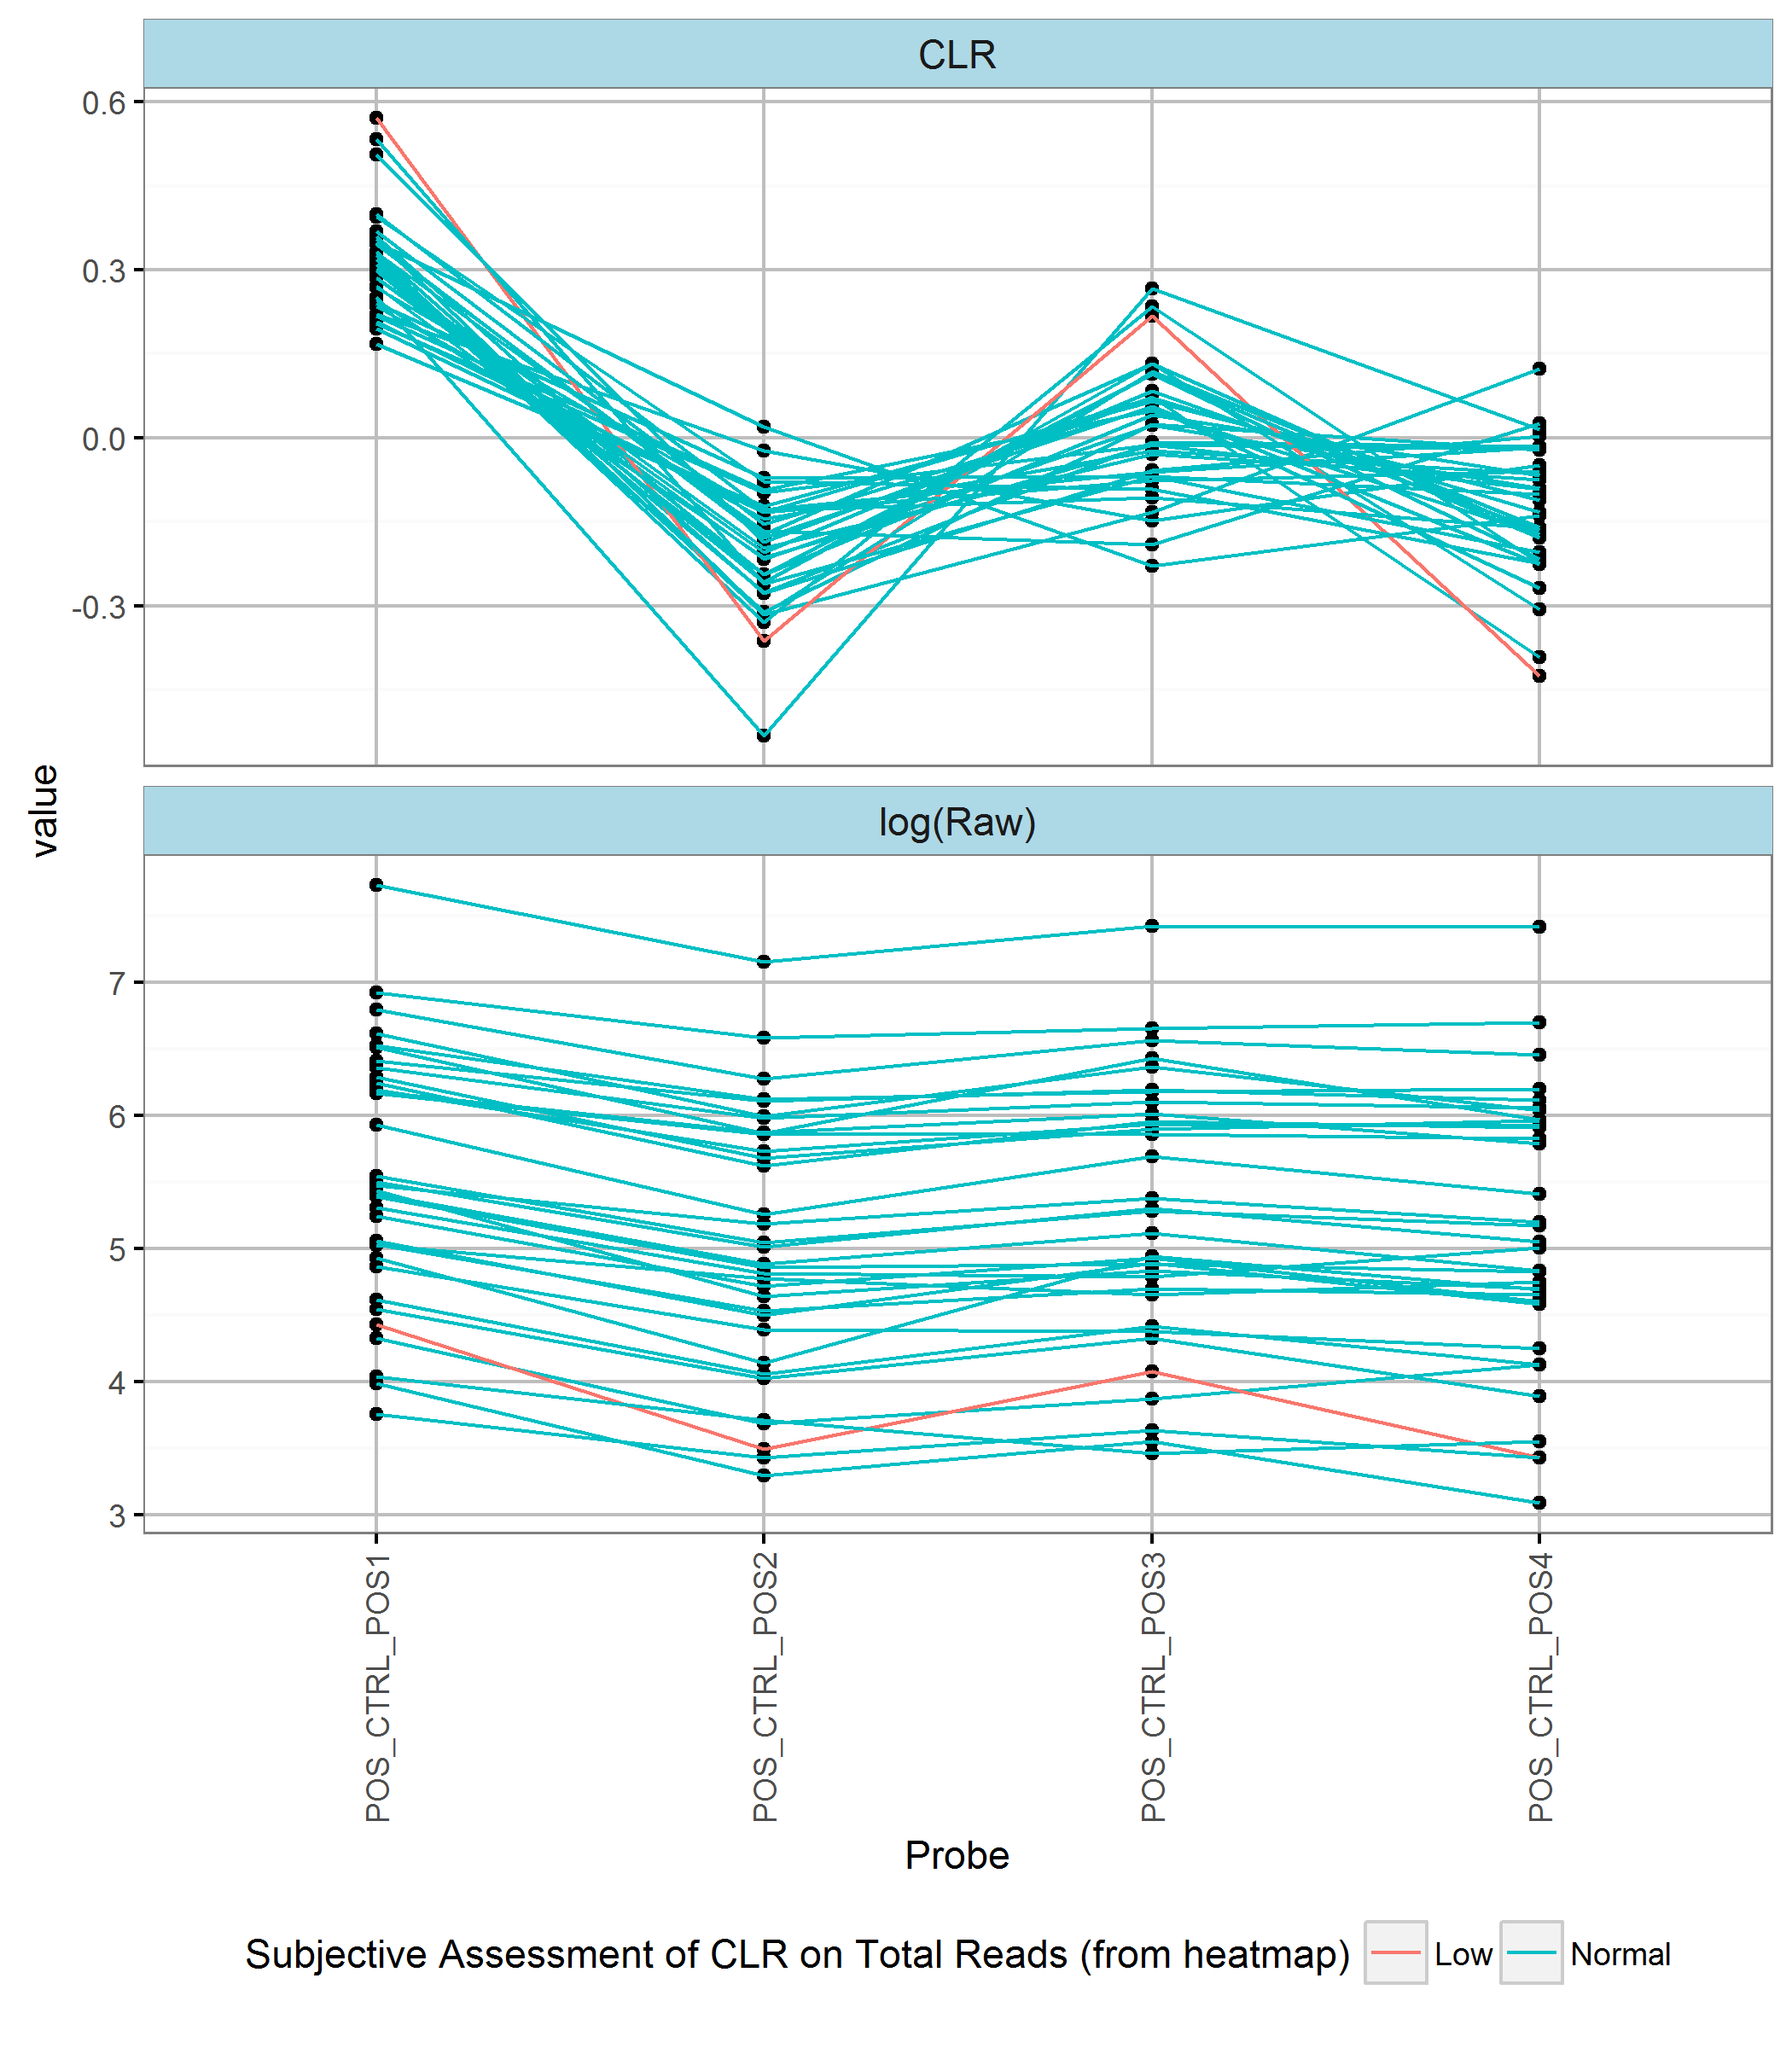 CLR
0.6
0.3
0.0
-0.3
value
log(Raw)
7
6
5
4
3
POS_CTRL_POS1
POS_CTRL_POS2
POS_CTRL_POS3
POS_CTRL_POS4
Probe
Subjective Assessment of CLR on Total Reads (from heatmap) Low Normal